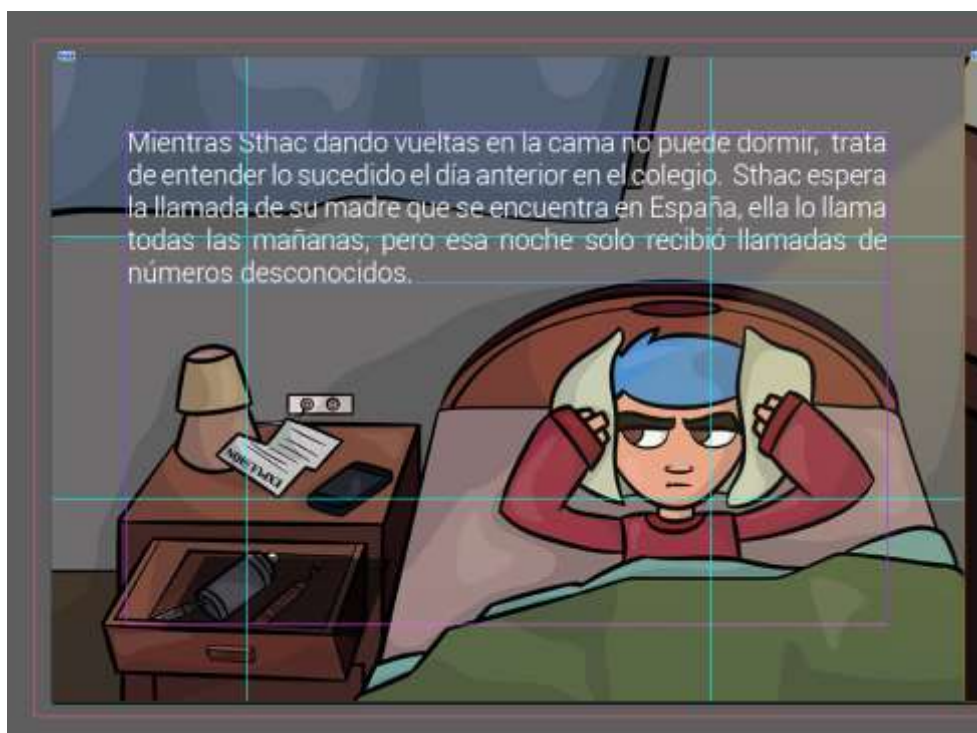 Mientras Sthac dando vueltas en la cama no puede dormir, trata
de entender lo sucedido el día anterior en el colegio. Sthac espera
la llamada de su madre que se encuentra en España, ella lo llama
todas las mañanas, pero esa noche solo recibió llamadas de
números desconocidos.
EXPULSIÓN